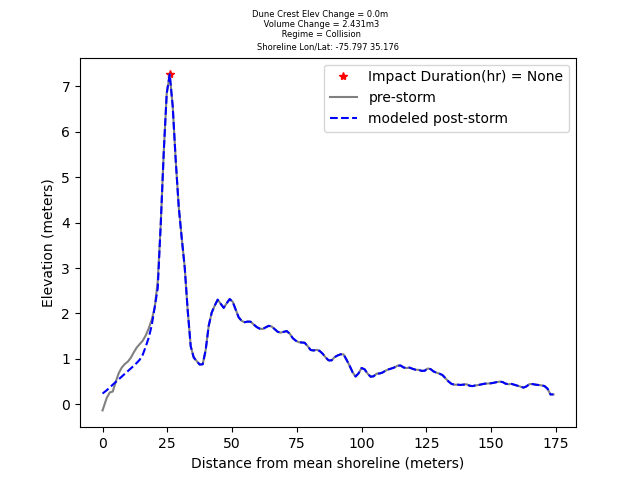 Dune Crest Elev Change = 0.0m
Volume Change = 2.431m3
Regime = Collision
Shoreline Lon/Lat: -75.797 35.176
Impact Duration(hr) = None
pre-storm
modeled post-storm
7
6
5
4
3
2
1
0
Elevation (meters)
0 25 50 75 100 125 150 175
Distance from mean shoreline (meters)